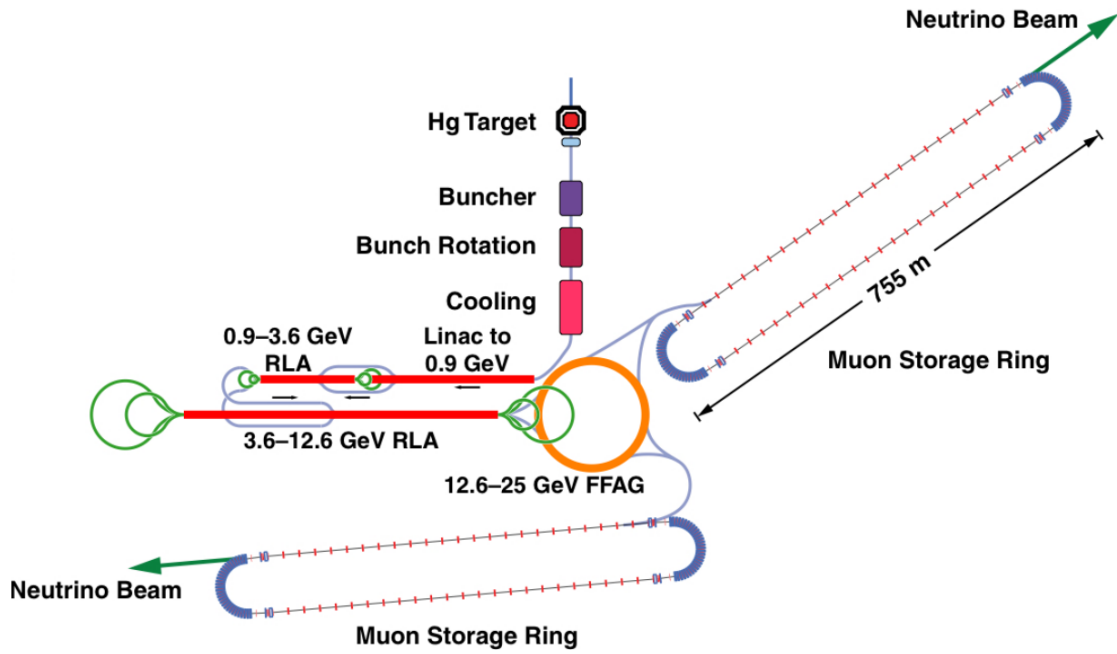 Neutrino Beam
Hg Target
Buncher
Bunch Rotation
Cooling
755 m
0.9–3.6 GeV
RLA
Linac to
0.9 GeV
Muon Storage Ring
3.6–12.6 GeV RLA
12.6–25 GeV FFAG
Neutrino Beam
Muon Storage Ring